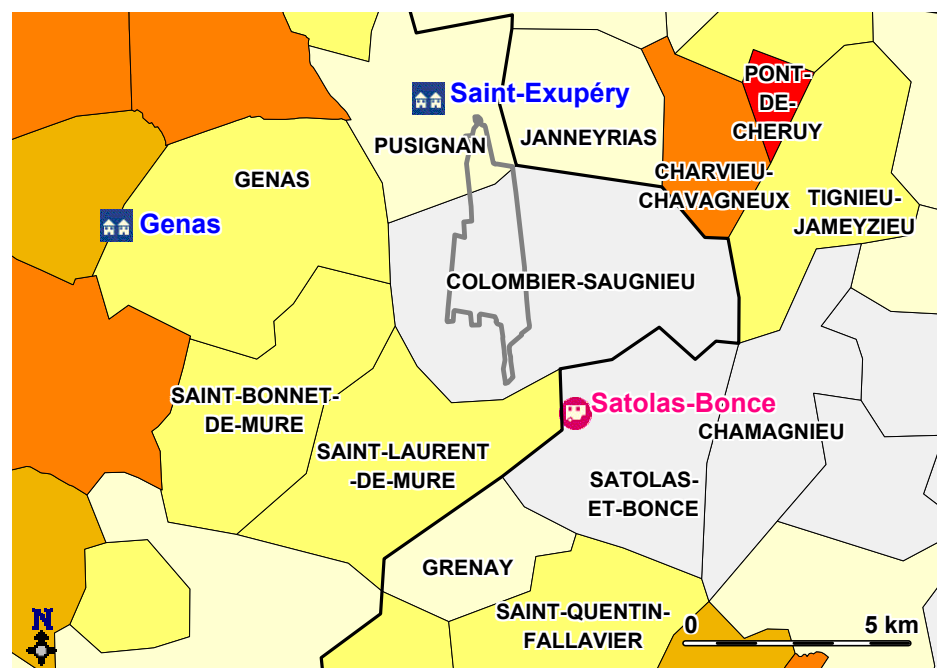 PONT-
DE-
CHERUY
Saint-Exupéry
JANNEYRIAS
PUSIGNAN
CHARVIEU-
CHAVAGNEUX
GENAS
TIGNIEU-
JAMEYZIEU
Genas
COLOMBIER-SAUGNIEU
SAINT-BONNET-
DE-MURE
Satolas-Bonce
CHAMAGNIEU
SAINT-LAURENT
-DE-MURE
SATOLAS-
ET-BONCE
GRENAY
SAINT-QUENTIN-
FALLAVIER
N
0 5 km